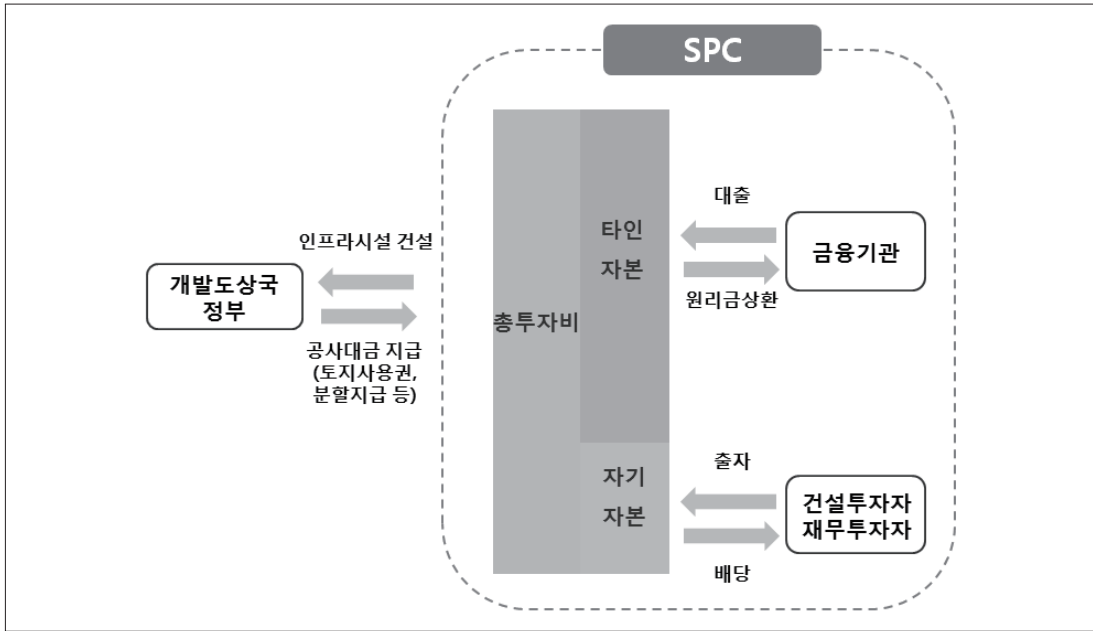 SPC
대출
타인
자본
금융기관
원리금상환
인프라시설 건설
개발도상국
정부
공사대금 지급
(토지사용권,
분할지급 등)
총투자비
출자
자기
자본
건설투자자
재무투자자
배당